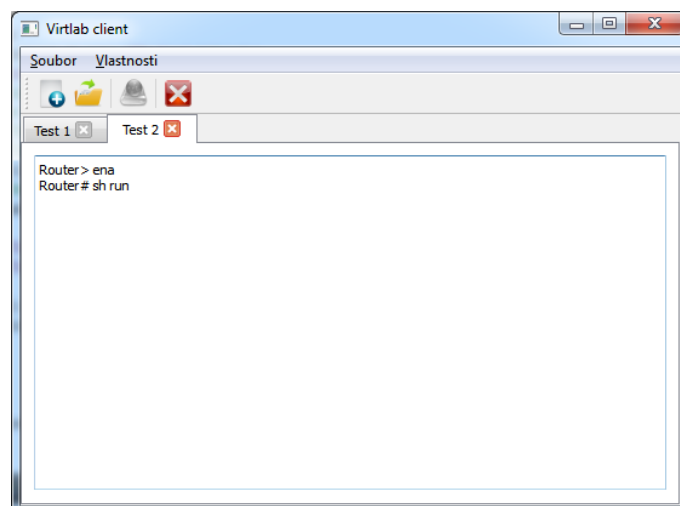 Virtlab client
Soubor Vlastnosti
Test 1 Test 2
Router> ena
Router# sh run